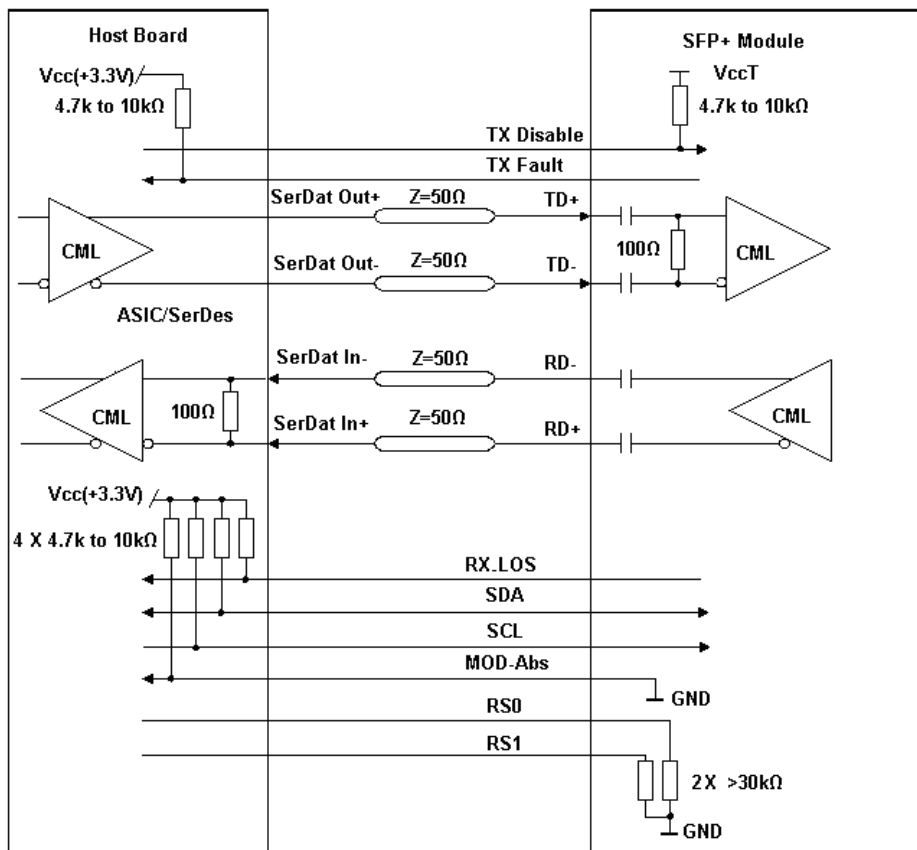 Host Board
SFP+ Module
Vcc(+3.3V)
4.7k to 10kΩ
VccT
4.7k to 10kΩ
TX Disable
TX Fault
SerDat Out+
Z=50Ω
TD+
CML
100Ω
CML
SerDat Out-
Z=50Ω
TD-
ASIC/SerDes
SerDat In-
Z=50Ω
RD-
CML
100Ω
SerDat In+
Z=50Ω
RD+
CML
Vcc(+3.3V)
4 X 4.7k to 10kΩ
RX_LOS
SDA
SCL
MOD-Abs
GND
RS0
RS1
2X >30kΩ
GND